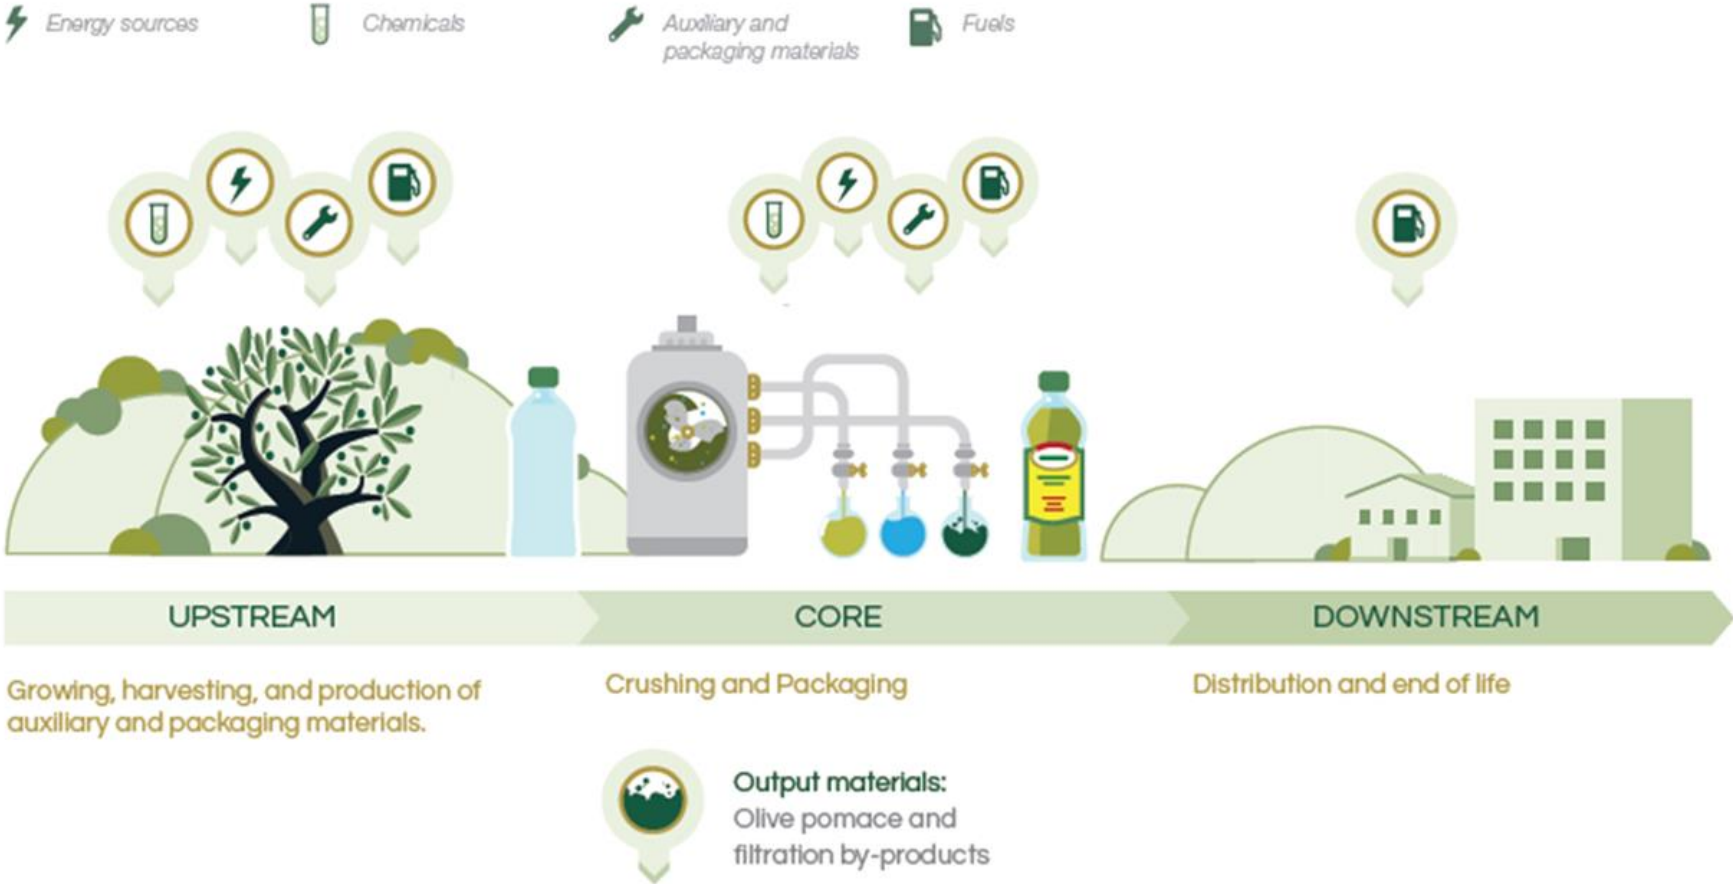 Energy sources
Chemicals
Auxiliary and
packaging materials
Fuels
UPSTREAM
CORE
DOWNSTREAM
Growing, harvesting, and production of
auxiliary and packaging materials.
Crushing and Packaging
Distribution and end of life
Output materials:
Olive pomace and
filtration by-products